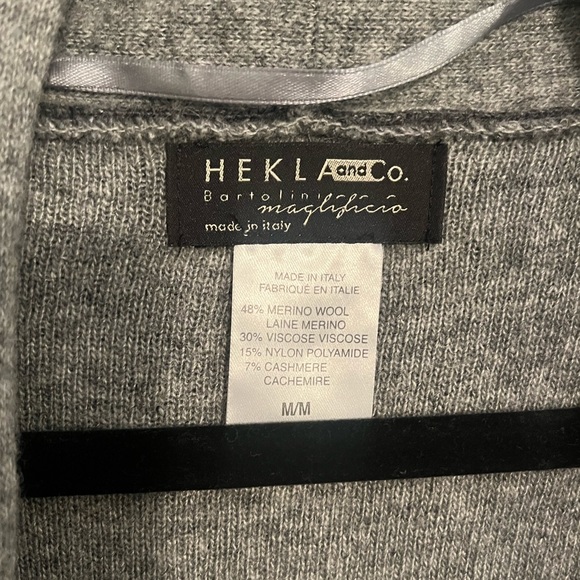 HEKLA and Co.
Bartolini
maglificio
made in italy
MADE IN ITALY
FABRIQUÉ EN ITALIE
48% MERINO WOOL
LAINE MERINO
30% VISCOSE VISCOSE
15% NYLON POLYAMIDE
7% CASHMERE
CACHEMIRE
M/M